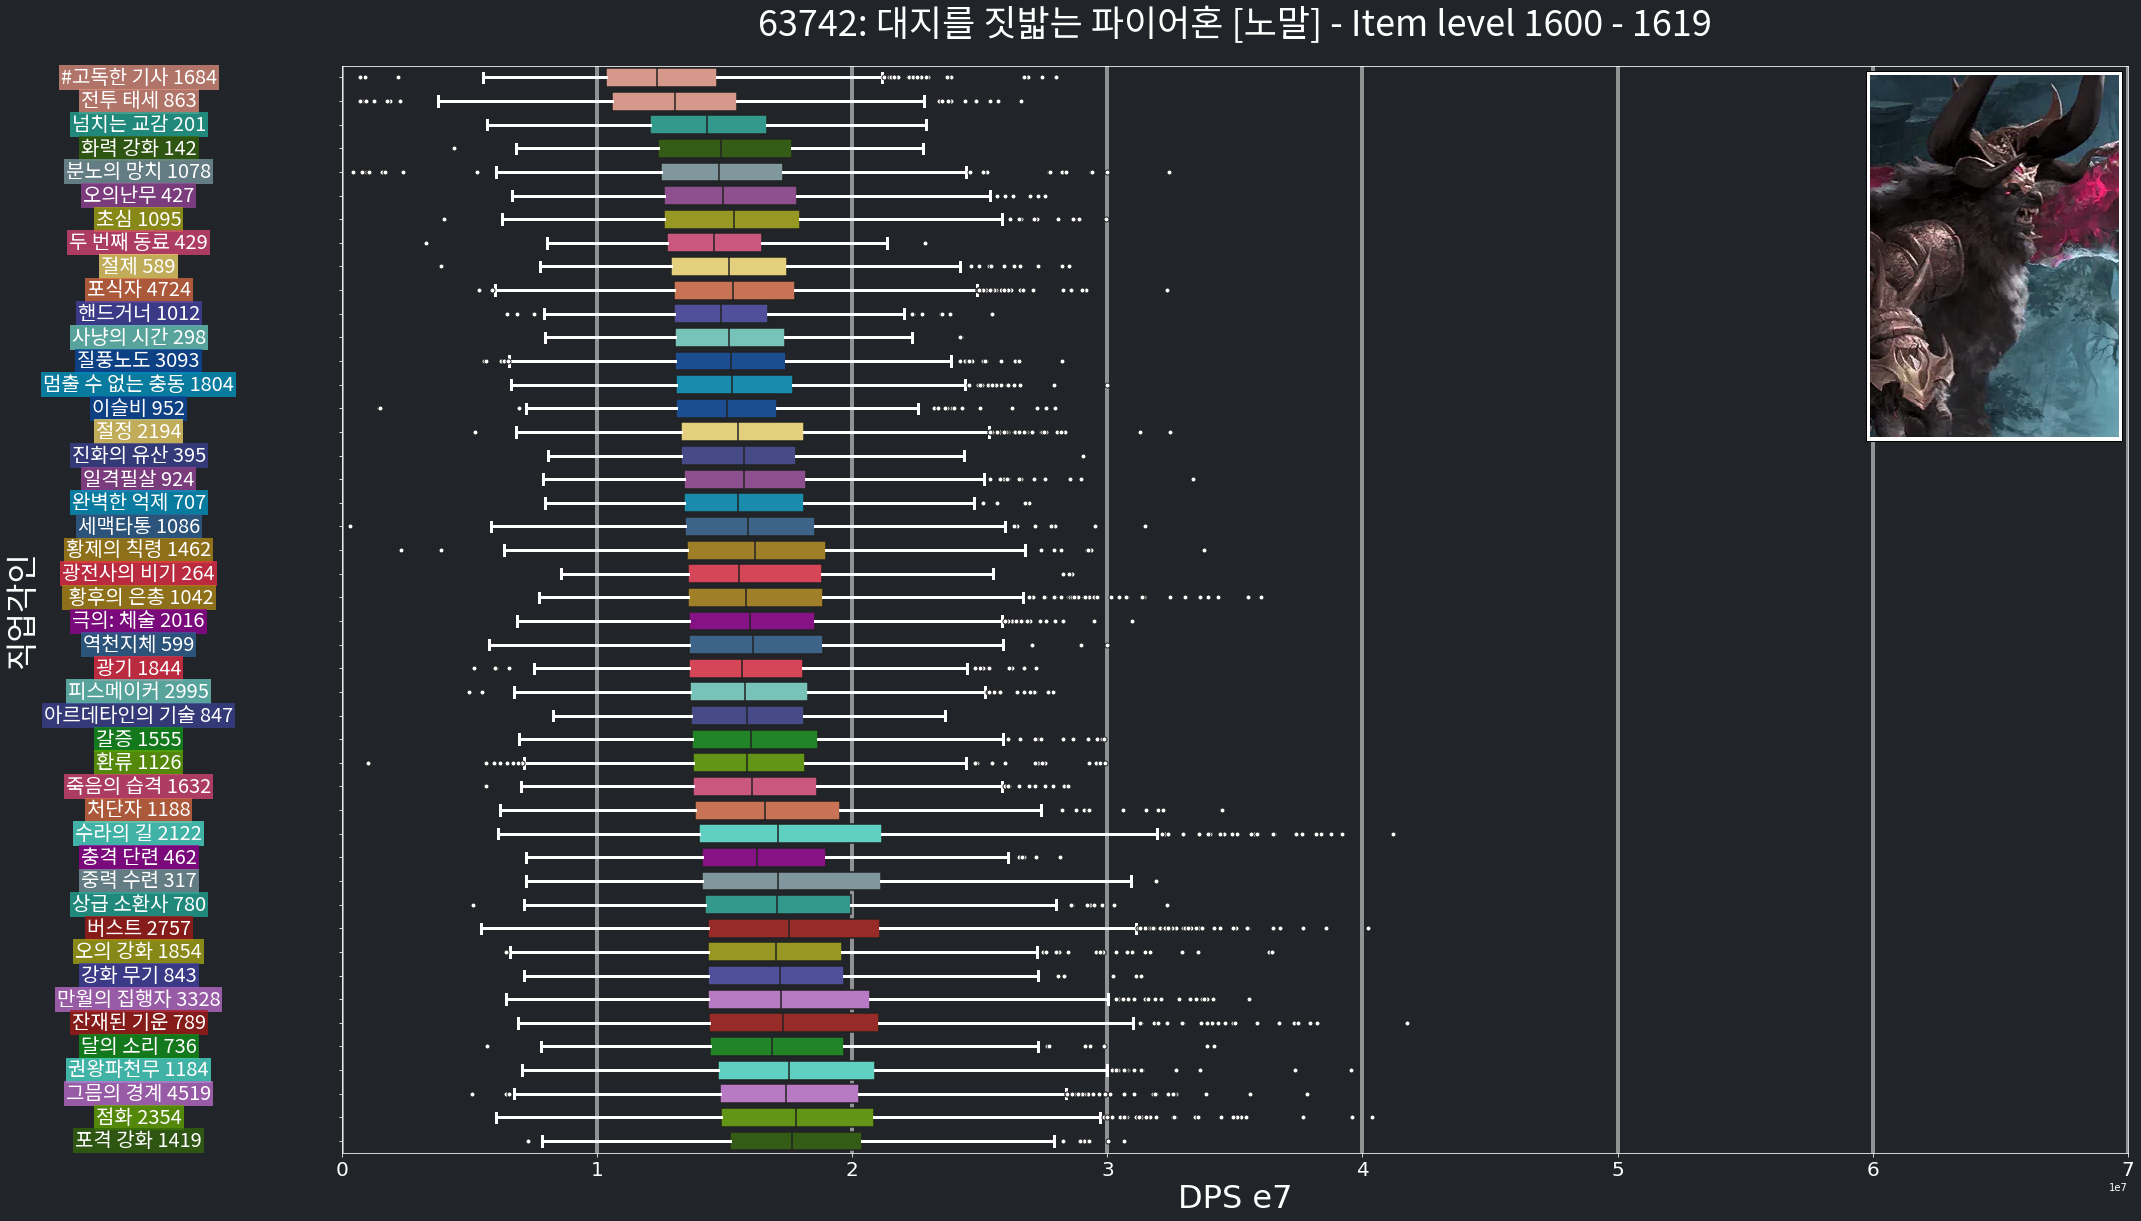 63742: 대지를 짓밟는 파이어혼 [노말] - Item level 1600 - 1619
#고독한 기사 1684
전투 태세 863
넘치는 교감 201
화력 강화 142
분노의 망치 1078
오의난무 427
초심 1095
두 번째 동료 429
절제 589
포식자 4724
핸드거너 1012
사냥의 시간 298
질풍노도 3093
멈출 수 없는 충동 1804
이슬비 952
절정 2194
진화의 유산 395
일격필살 924
완벽한 억제 707
세맥타통 1086
황제의 칙령 1462
광전사의 비기 264
황후의 은총 1042
극의: 체술 2016
역천지체 599
광기 1844
피스메이커 2995
아르데타인의 기술 847
갈증 1555
환류 1126
죽음의 습격 1632
처단자 1188
수라의 길 2122
충격 단련 462
중력 수련 317
상급 소환사 780
버스트 2757
오의 강화 1854
강화 무기 843
만월의 집행자 3328
잔재된 기운 789
달의 소리 736
권왕파천무 1184
그믐의 경계 4519
점화 2354
포격 강화 1419
직업각인
0 1 2 3 4 5 6 7
DPS e7
1e7